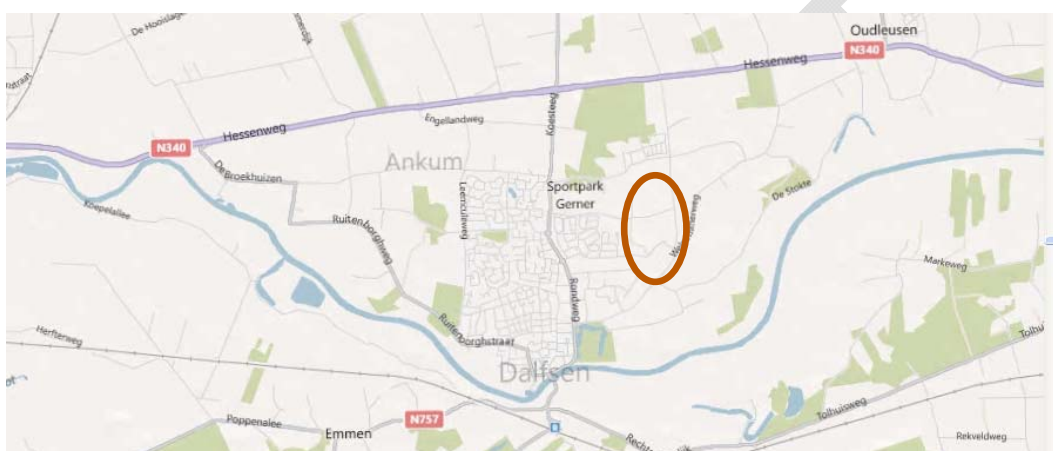 Oudleusen
De Hooislagen
N340
Hessenweg
Koesteeg
Engellandweg
Hessenweg
N340
Ankum
De Broekhuizen
Leemculeweg
Sportpark
Gerner
De Stokte
Koepelallee
Ruitenborghweg
Markeweg
Rondweg
Ruitenborghstraat
Herfterweg
Dalfsen
Tolhuisweg
N757
Poppenallee
Emmen
Rekveldweg